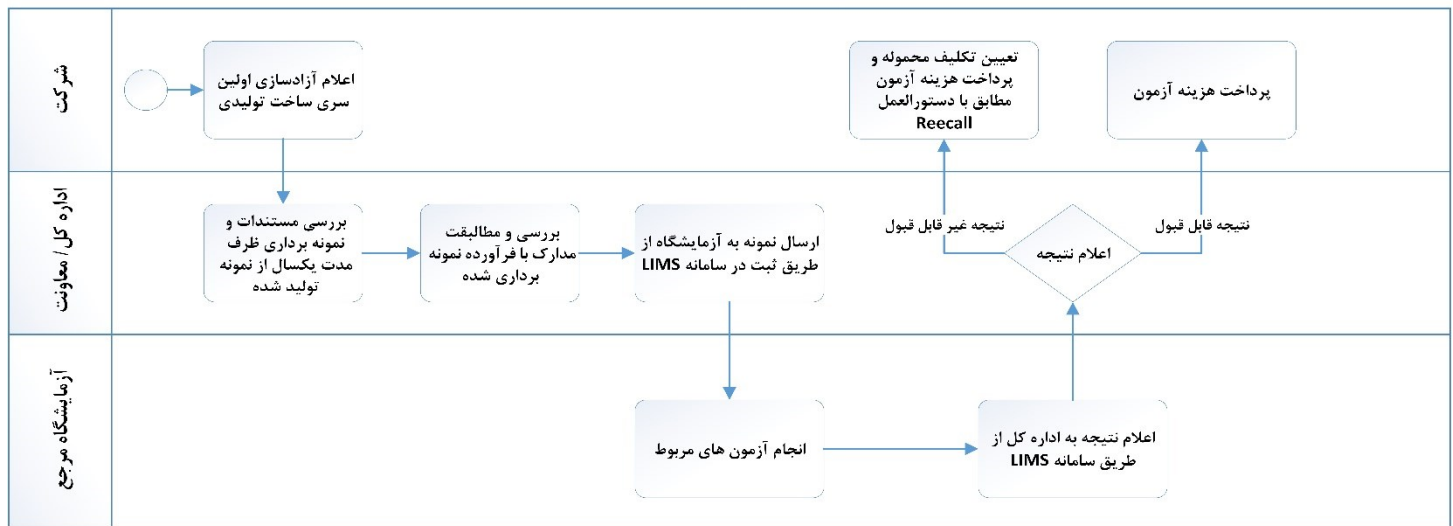 شرکت
اعلام آزادسازی اولین
سری ساخت تولیدی
تعیین تکلیف محموله و
پرداخت هزینه آزمون
مطابق با دستورالعمل
Reecall
پرداخت هزینه آزمون
اداره کل/ معاونت
بررسی مستندات و
نمونه برداری ظرف
مدت یکسال از نمونه
تولید شده
بررسی و مطالبقت
مدارک با فرآورده نمونه
برداری شده
ارسال نمونه به آزمایشگاه از
طریق ثبت در سامانه LIMS
نتیجه غیر قابل قبول
اعلام نتیجه
نتیجه قابل قبول
آزمایشگاه مرجع
انجام آزمون های مربوط
اعلام نتیجه به اداره کل از
طریق سامانه LIMS